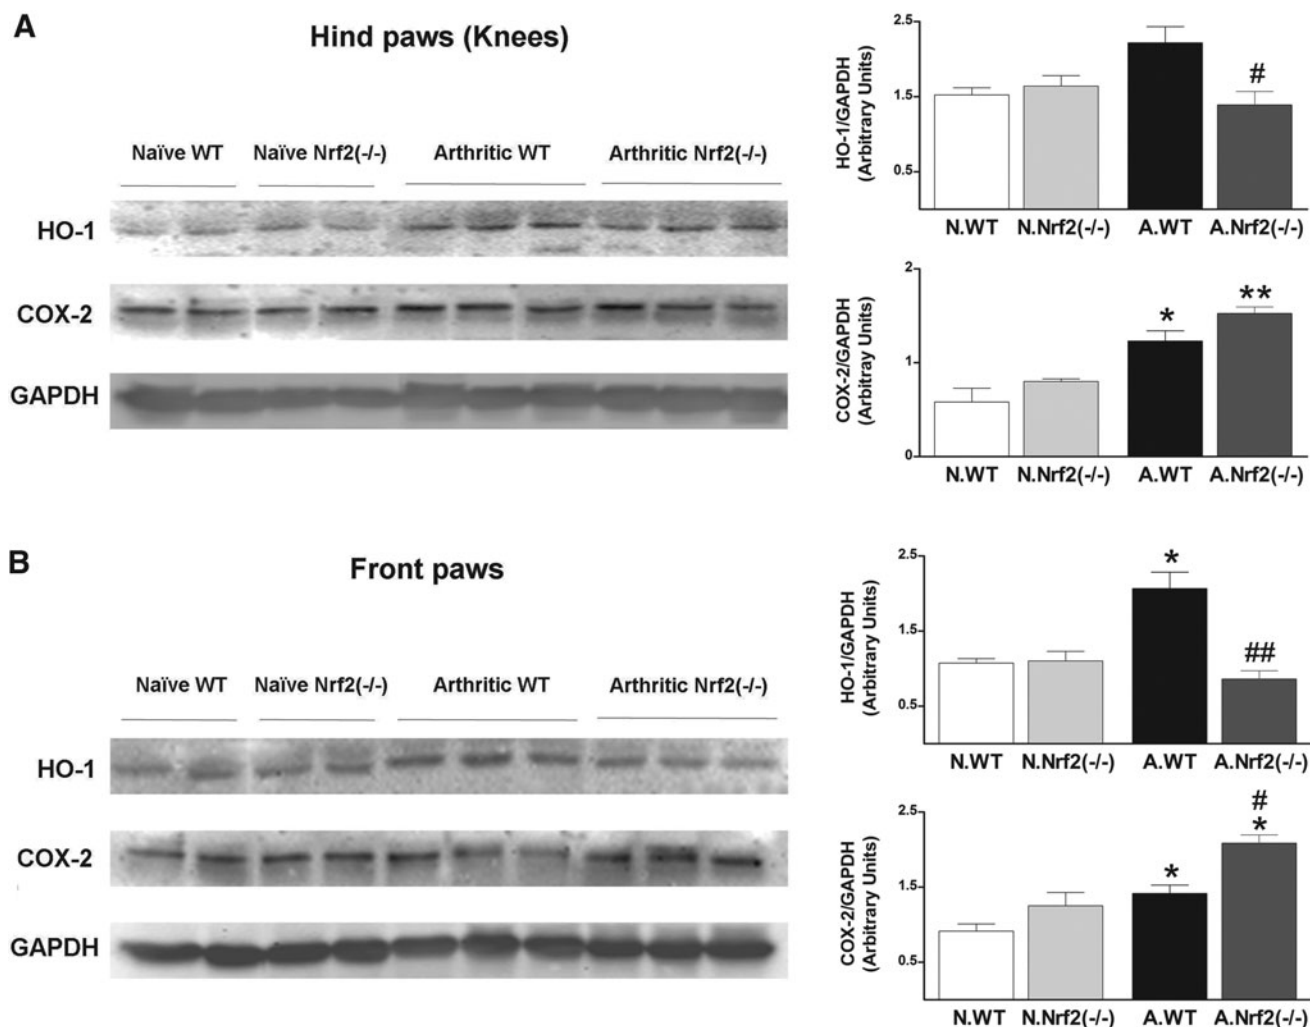 A
Hind paws (Knees)
Naïve WT Naïve Nrf2(-/-) Arthritic WT Arthritic Nrf2(-/-)
HO-1
COX-2
GAPDH
HO-1/GAPDH
(Arbitrary Units)
2.5
1.5
0.5
#
N.WT N.Nrf2(-/-) A.WT A.Nrf2(-/-)
COX-2/GAPDH
(Arbitray Units)
2
1
0
* **
N.WT N.Nrf2(-/-) A.WT A.Nrf2(-/-)
B
Front paws
Naïve WT Naïve Nrf2(-/-) Arthritic WT Arthritic Nrf2(-/-)
HO-1
COX-2
GAPDH
HO-1/GAPDH
(Arbitrary Units)
2.5
1.5
0.5
* ##
N.WT N.Nrf2(-/-) A.WT A.Nrf2(-/-)
COX-2/GAPDH
(Arbitrary Units)
2.5
1.5
0.5
#
* *
N.WT N.Nrf2(-/-) A.WT A.Nrf2(-/-)